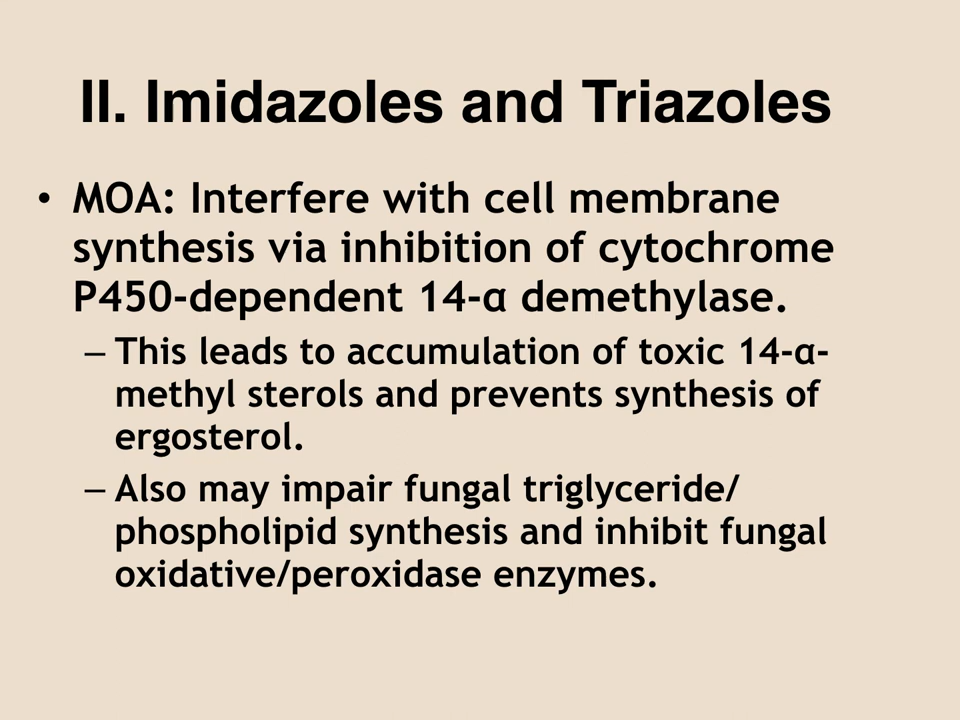 II. Imidazoles and Triazoles
• MOA: Interfere with cell membrane
synthesis via inhibition of cytochrome
P450-dependent 14-α demethylase.
– This leads to accumulation of toxic 14-α-
methyl sterols and prevents synthesis of
ergosterol.
– Also may impair fungal triglyceride/
phospholipid synthesis and inhibit fungal
oxidative/peroxidase enzymes.